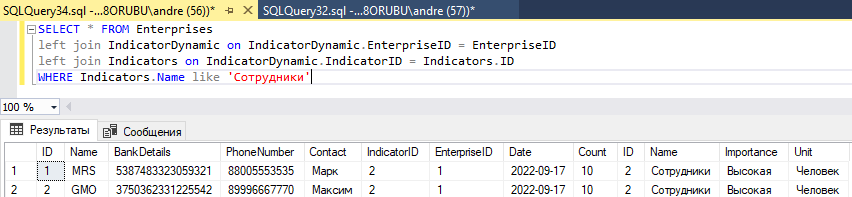 SQLQuery34.sql -...8ORUBU\andre (56))* SQLQuery32.sql -...8ORUBU\andre (57))*
SELECT * FROM Enterprises
left join IndicatorDynamic on IndicatorDynamic.EnterpriseID = EnterpriseID
left join Indicators on IndicatorDynamic.IndicatorID = Indicators.ID
WHERE Indicators.Name like 'Сотрудники'
100 %
Результаты Сообщения
ID Name BankDetails PhoneNumber Contact IndicatorID EnterpriseID Date Count ID Name Importance Unit
1 1 MRS 5387483323059321 88005553535 Марк 2 1 2022-09-17 10 2 Сотрудники Высокая Человек
2 2 GMO 3750362331225542 89996667770 Максим 2 1 2022-09-17 10 2 Сотрудники Высокая Человек